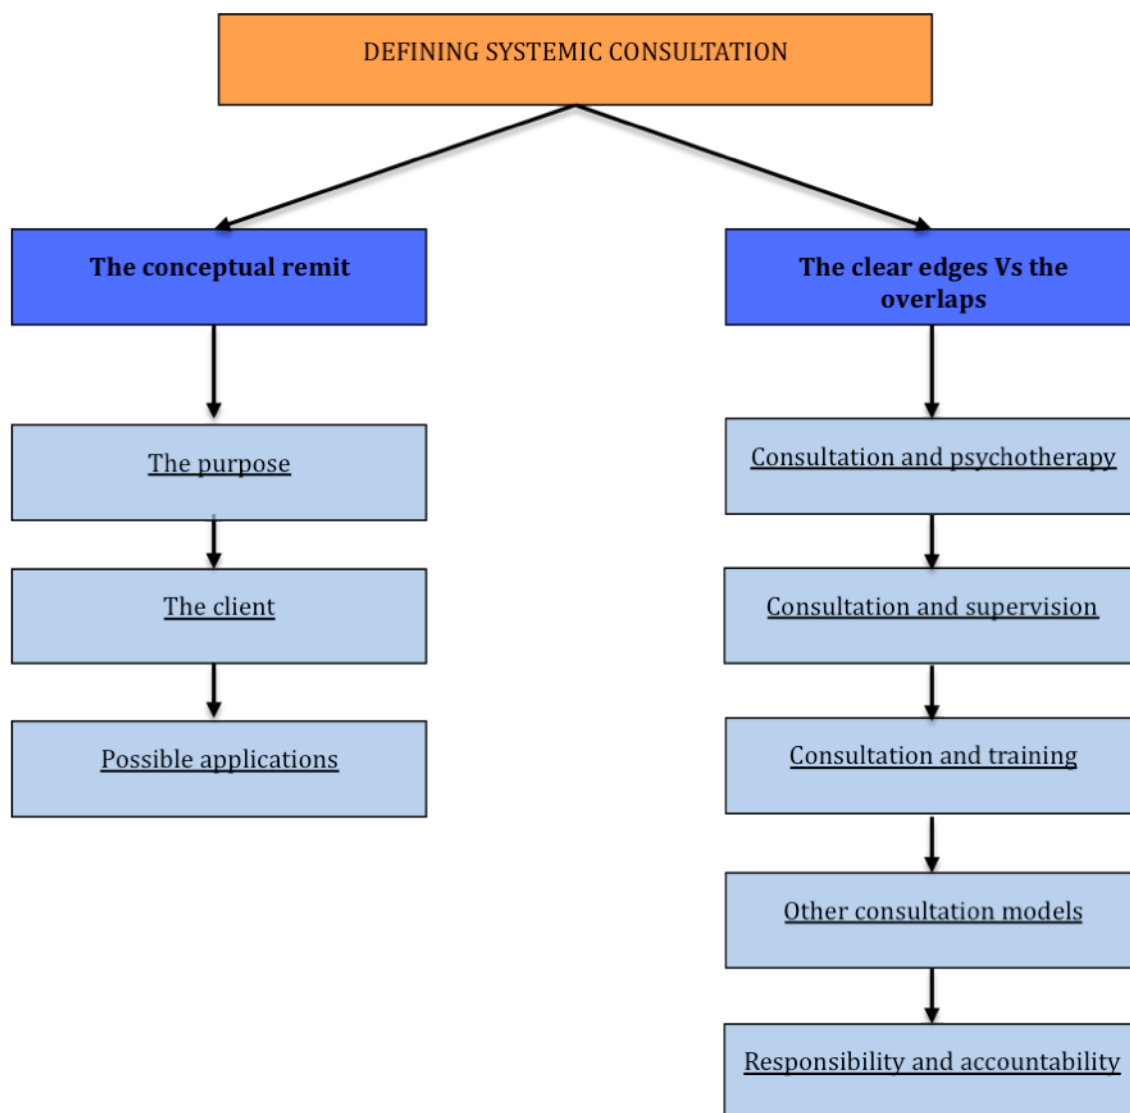 DEFINING SYSTEMIC CONSULTATION
The conceptual remit
The clear edges Vs the
overlaps
The purpose
The client
Possible applications
Consultation and psychotherapy
Consultation and supervision
Consultation and training
Other consultation models
Responsibility and accountability